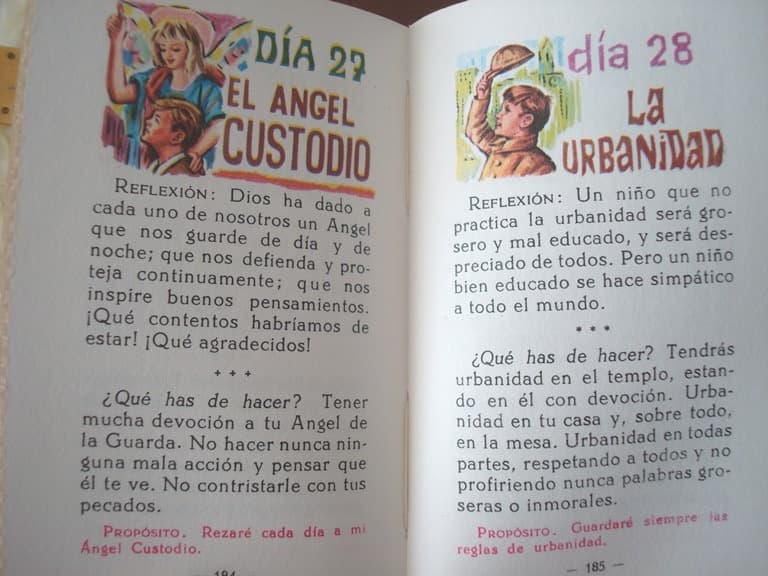 DÍA 27
EL ANGEL
CUSTODIO
REFLEXIÓN: Dios ha dado a
cada uno de nosotros un Angel
que nos guarde de día y de
noche; que nos defienda y pro-
teja continuamente; que nos
inspire buenos pensamientos.
¡Qué contentos habríamos de
estar! ¡Qué agradecidos!
+ + +
¿Qué has de hacer? Tener
mucha devoción a tu Angel de
la Guarda. No hacer nunca nin-
guna mala acción y pensar que
él te ve. No contristarle con tus
pecados.
PROPÓSITO. Rezaré cada día a mi
Ángel Custodio.
— 184 —
día 28
LA
URBANIDAD
REFLEXIÓN: Un niño que no
practica la urbanidad será gro-
sero y mal educado, y será des-
preciado de todos. Pero un niño
bien educado se hace simpático
a todo el mundo.
* * *
¿Qué has de hacer? Tendrás
urbanidad en el templo, estan-
do en él con devoción. Urba-
nidad en tu casa y, sobre todo,
en la mesa. Urbanidad en todas
partes, respetando a todos y no
profiriendo nunca palabras gro-
seras o inmorales.
PROPÓSITO. Guardaré siempre las
reglas de urbanidad.
— 185 —